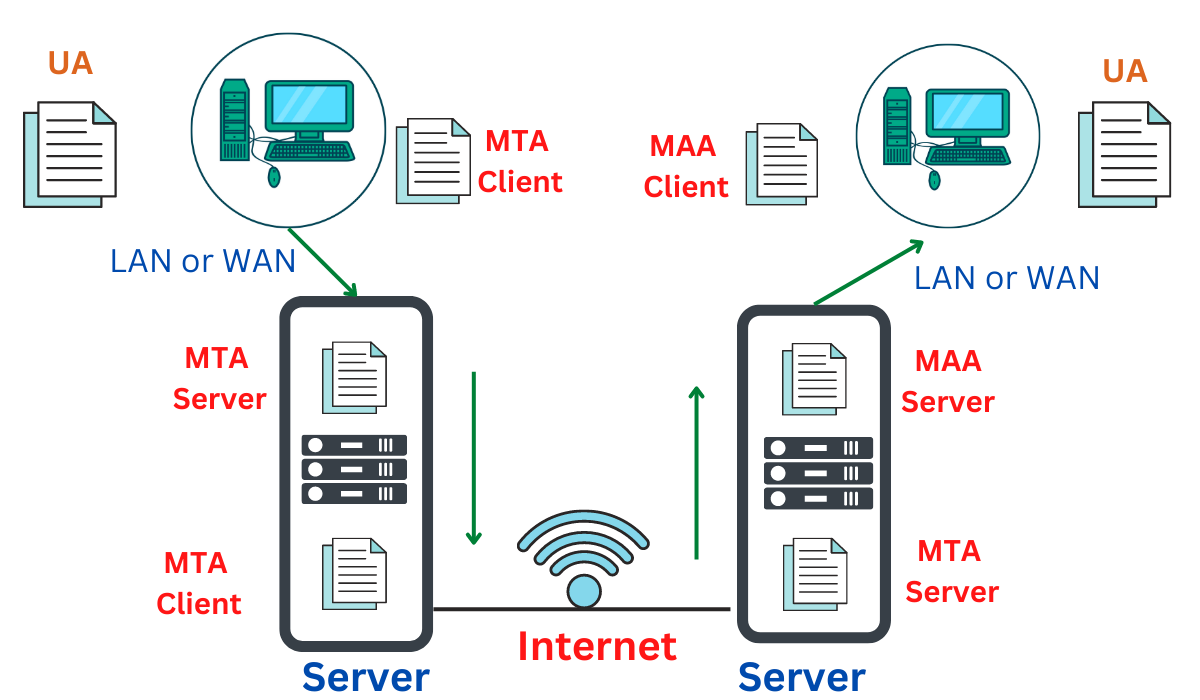 UA
MTA
Client
MAA
Client
UA
LAN or WAN
LAN or WAN
MTA
Server
MAA
Server
MTA
Client
MTA
Server
Internet
Server
Server